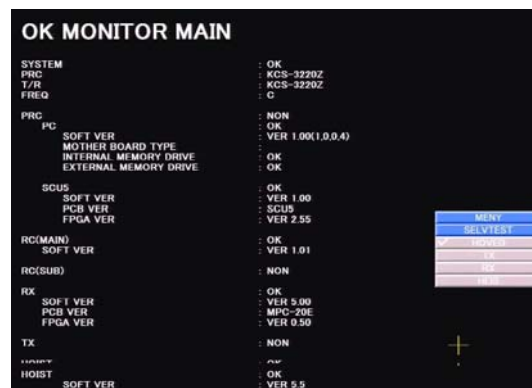 OK MONITOR MAIN
SYSTEM : OK
PRC : KCS-3220Z
T/R : KCS-3220Z
FREQ : C
PRC : NON
PC : OK
SOFT VER : VER 1.00(1,0,0,4)
MOTHER BOARD TYPE :
INTERNAL MEMORY DRIVE : OK
EXTERNAL MEMORY DRIVE : OK
SCU5 : OK
SOFT VER : VER 1.00
PCB VER : SCU5
FPGA VER : VER 2.55
MENY
SELVTEST
HOVED
TX
RX
RC(MAIN) : OK
SOFT VER : VER 1.01
RC(SUB) : NON
RX : OK
SOFT VER : VER 5.00
PCB VER : MPC-20E
FPGA VER : VER 0.50
TX : NON
HOIST : OK
HOIST : OK
SOFT VER : VER 5.5